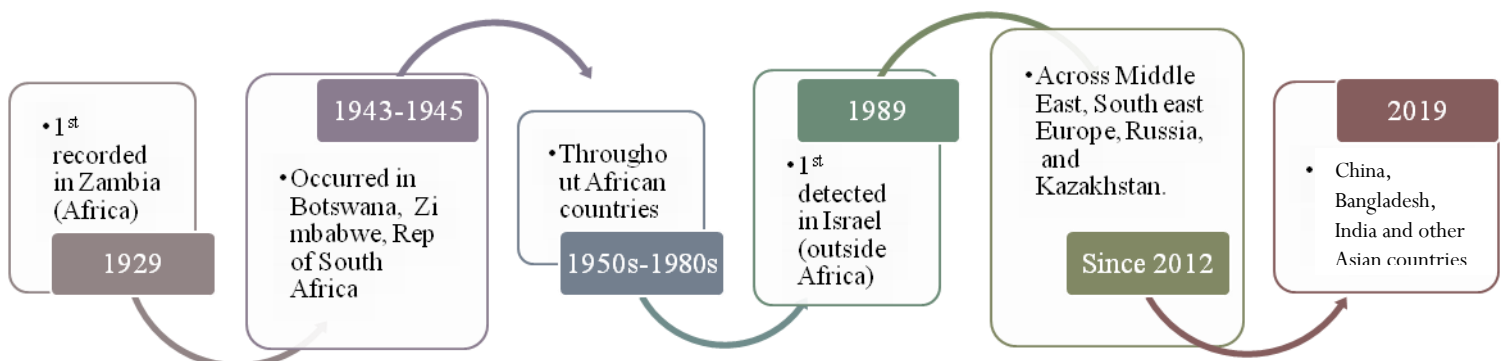 •1st
recorded
in Zambia
(Africa)
1929
1943-1945
•Occurred in
Botswana, Zi
mbabwe, Rep
of South
Africa
•Througho
ut African
countries
1950s-1980s
1989
•1st
detected
in Israel
(outside
Africa)
•Across Middle
East, South east
Europe, Russia,
and
Kazakhstan.
Since 2012
2019
• China,
Bangladesh,
India and other
Asian countries